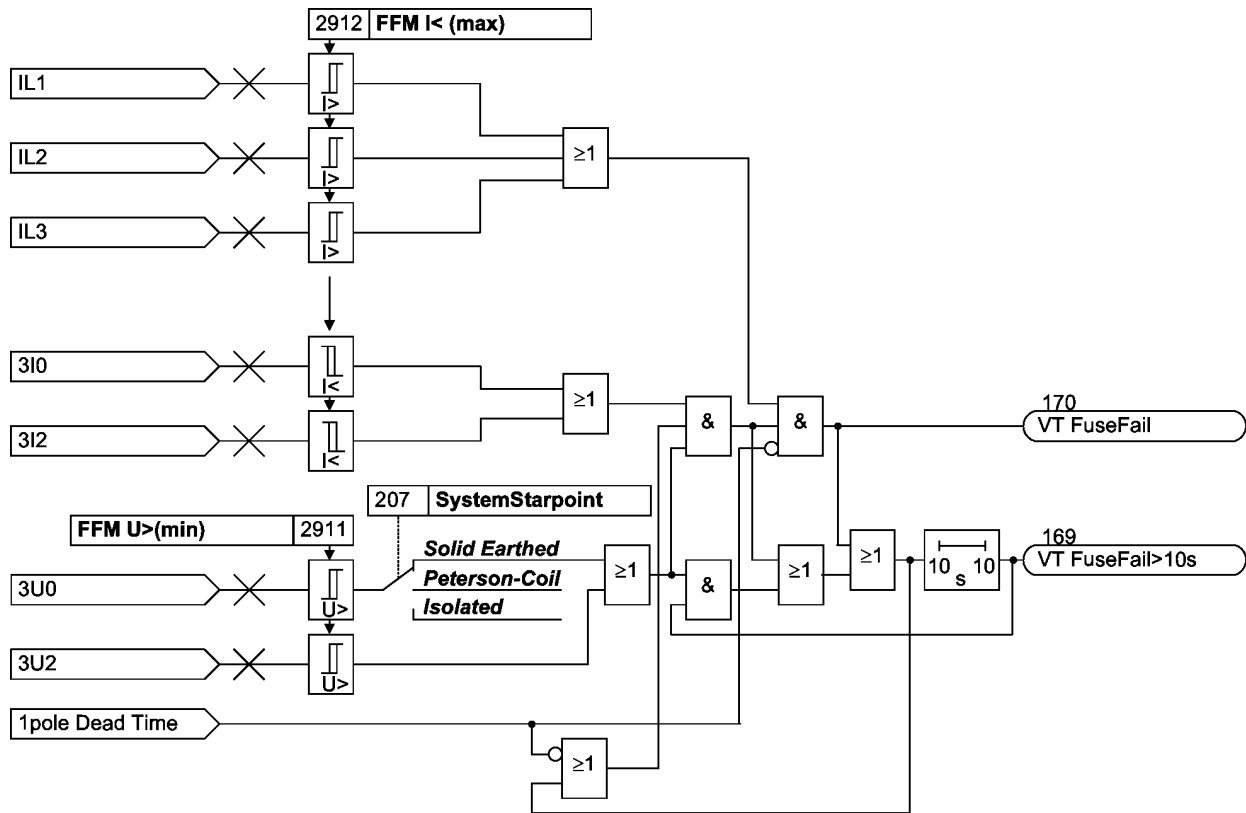 2912 FFM I< (max)
IL1
I>
IL2
I>
≥1
IL3
I>
3I0
I<
≥1
3I2
I<
&
&
170
VT FuseFail
207 SystemStarpoint
FFM U>(min) 2911
Solid Earthed
3U0
U>
Peterson-Coil
Isolated
≥1
&
≥1
≥1
10 s 10
169
VT FuseFail>10s
3U2
U>
1pole Dead Time
≥1